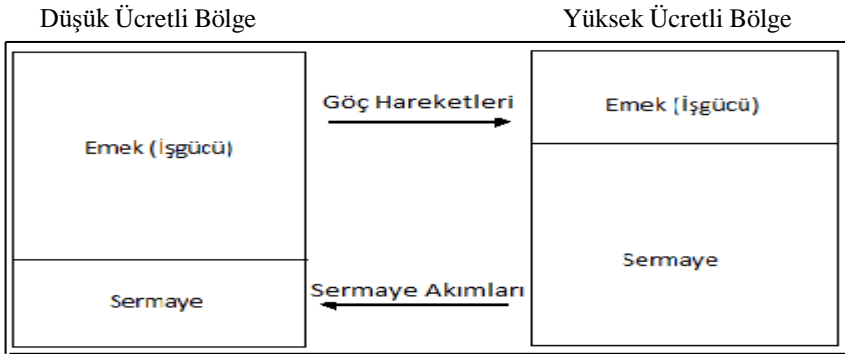 Düşük Ücretli Bölge
Yüksek Ücretli Bölge
Göç Hareketleri
Emek (İşgücü)
Emek (İşgücü)
Sermaye
Sermaye Akımları
Sermaye